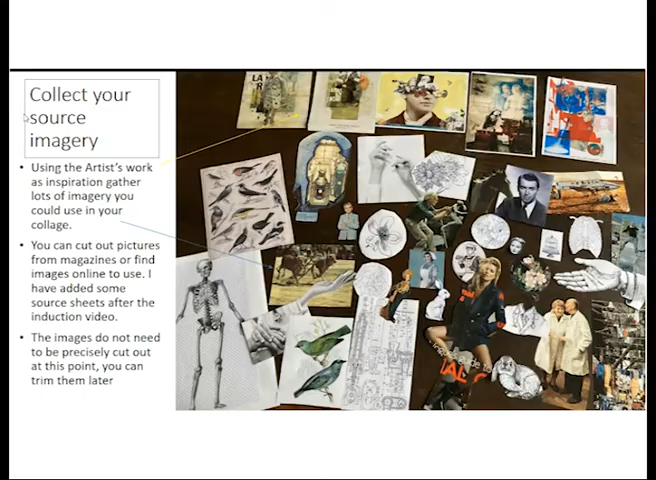 Collect your
source
imagery
• Using the Artist's work
as inspiration gather
lots of imagery you
could use in your
collage.
• You can cut out pictures
from magazines or find
images online to use. I
have added some
source sheets after the
induction video.
• The images do not need
to be precisely cut out
at this point, you can
trim them later